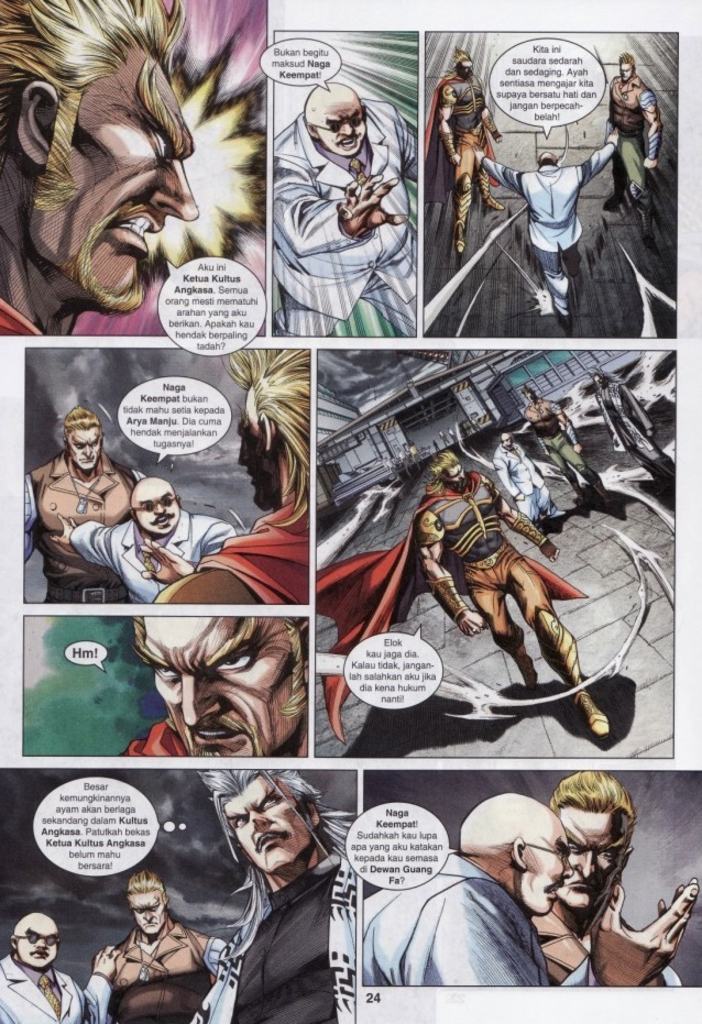 Bukan begitu
maksud Naga
Keempat!
Kita ini
saudara sedarah
dan sedaging. Ayah
sentiasa mengajar kita
supaya bersatu hati dan
jangan berpecah-
belah!
Aku ini
Ketua Kultus
Angkasa. Semua
orang mesti mematuhi
arahan yang aku
berikan. Apakah kau
hendak berpaling
tadah?
Naga
Keempat bukan
tidak mahu setia kepada
Arya Manju. Dia cuma
hendak menjalankan
tugasnya!
Hm!
Elok
kau jaga dia.
Kalau tidak, jangan-
lah salahkan aku jika
dia kena hukum
nanti!
Besar
kemungkinannya
ayam akan berlaga
sekandang dalam Kultus
Angkasa. Patutkah bekas
Ketua Kultus Angkasa
belum mahu
bersara!
Naga
Keempat!
Sudahkah kau lupa
apa yang aku katakan
kepada kau semasa
di Dewan Guang
Fa?
24